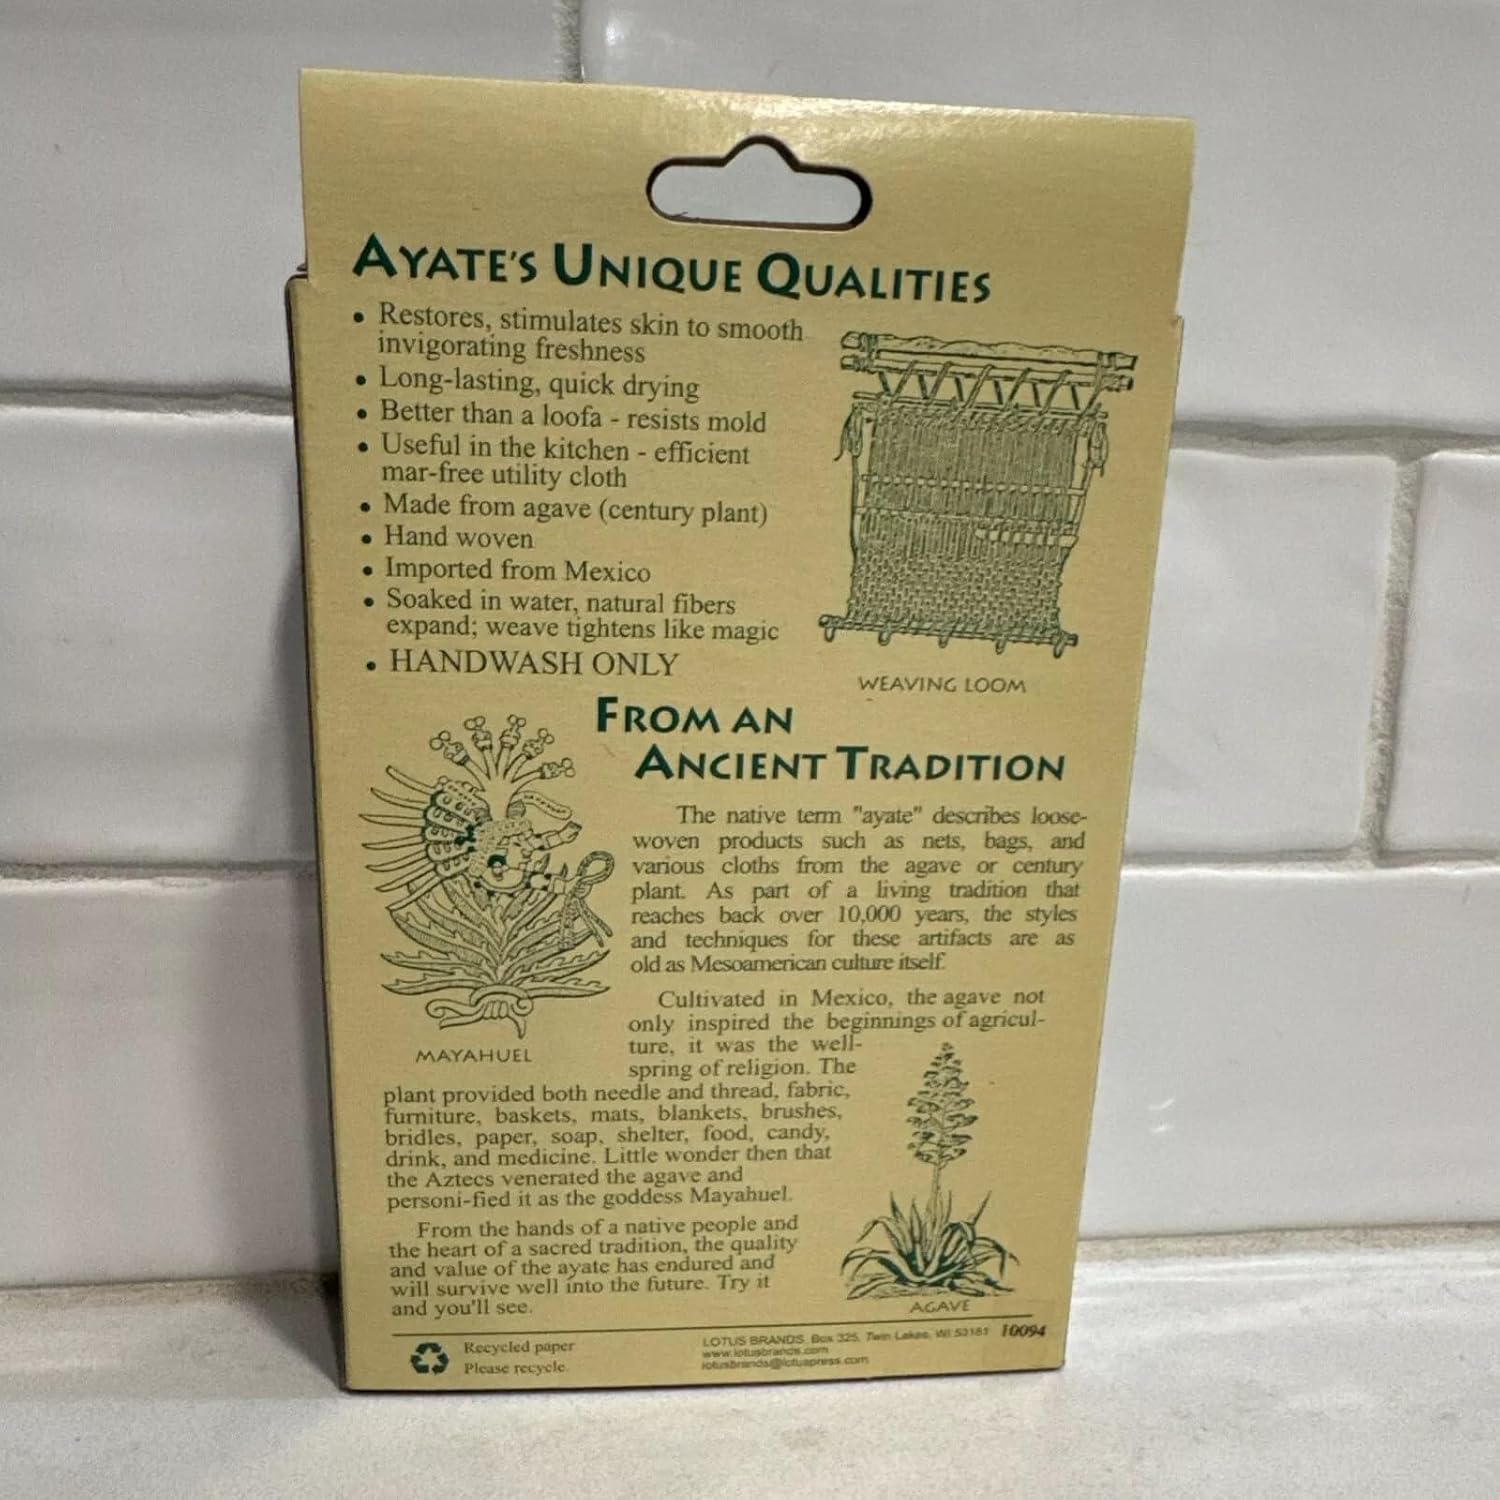 AYATE'S UNIQUE QUALITIES
• Restores, stimulates skin to smooth
invigorating freshness
• Long-lasting, quick drying
• Better than a loofa - resists mold
• Useful in the kitchen - efficient
mar-free utility cloth
• Made from agave (century plant)
• Hand woven
• Imported from Mexico
• Soaked in water, natural fibers
expand; weave tightens like magic
• HANDWASH ONLY
WEAVING LOOM
FROM AN
ANCIENT TRADITION
The native term "ayate" describes loose-
woven products such as nets, bags, and
various cloths from the agave or century
plant. As part of a living tradition that
reaches back over 10,000 years, the styles
and techniques for these artifacts are as
old as Mesoamerican culture itself.
MAYAHUEL
Cultivated in Mexico, the agave not
only inspired the beginnings of agricul-
ture, it was the well-
spring of religion. The
plant provided both needle and thread, fabric,
furniture, baskets, mats, blankets, brushes,
bridles, paper, soap, shelter, food, candy,
drink, and medicine. Little wonder then that
the Aztecs venerated the agave and
personi-fied it as the goddess Mayahuel.
From the hands of a native people and
the heart of a sacred tradition, the quality
and value of the ayate has endured and
will survive well into the future. Try it
and you'll see.
AGAVE
Recycled paper
Please recycle.
LOTUS BRANDS, Box 325, Twin Lakes, WI 53181 10094
www.lotusbrands.com
lotusbrands@lotuspress.com